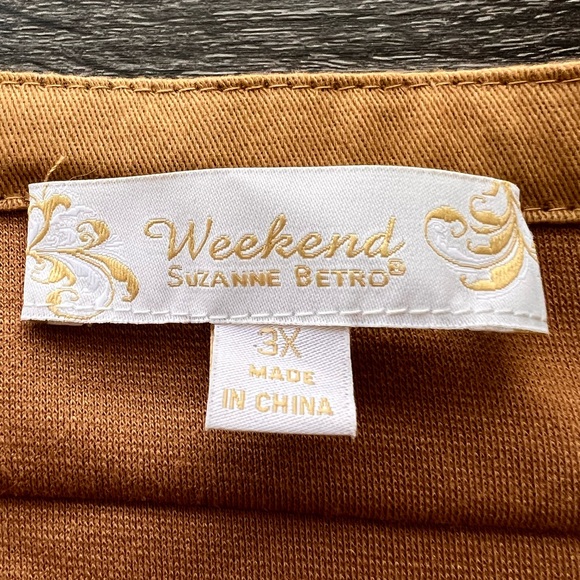 Weekend
SUZANNE BETRO®
3X
MADE
IN CHINA